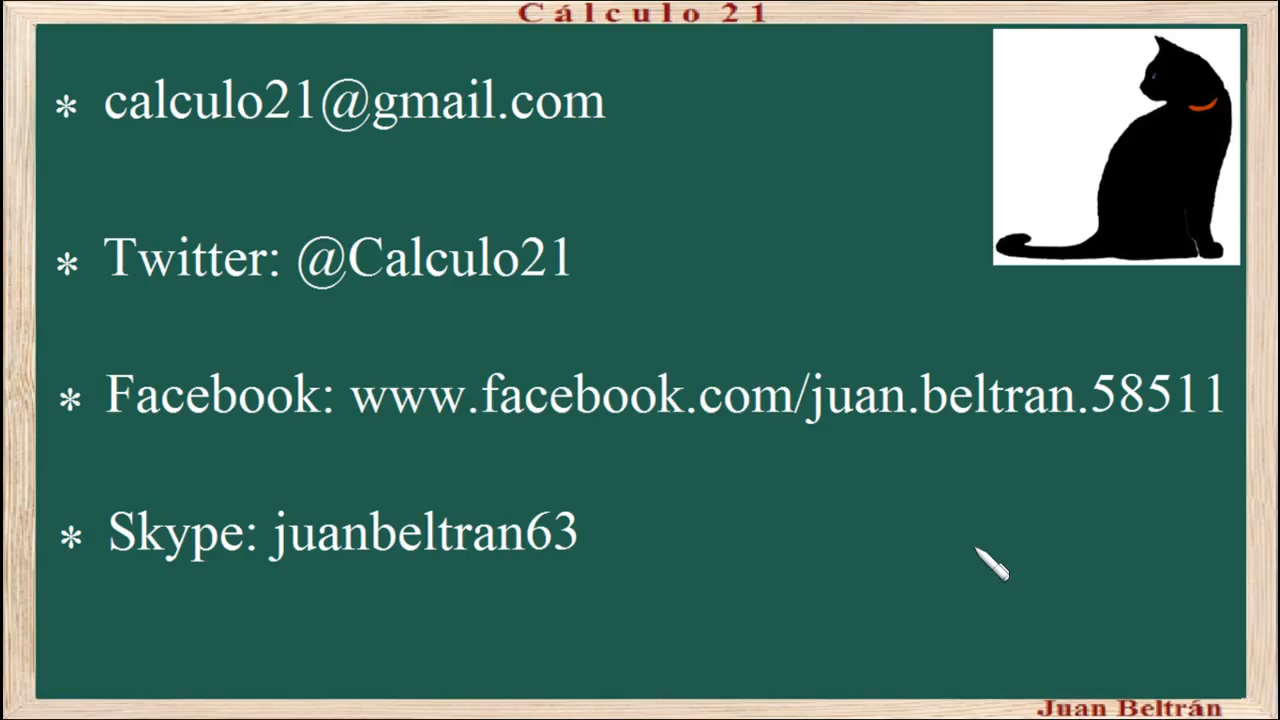 Cálculo 21
* calculo21@gmail.com
* Twitter: @Calculo21
* Facebook: www.facebook.com/juan.beltran.58511
* Skype: juanbeltran63
Juan Beltrán